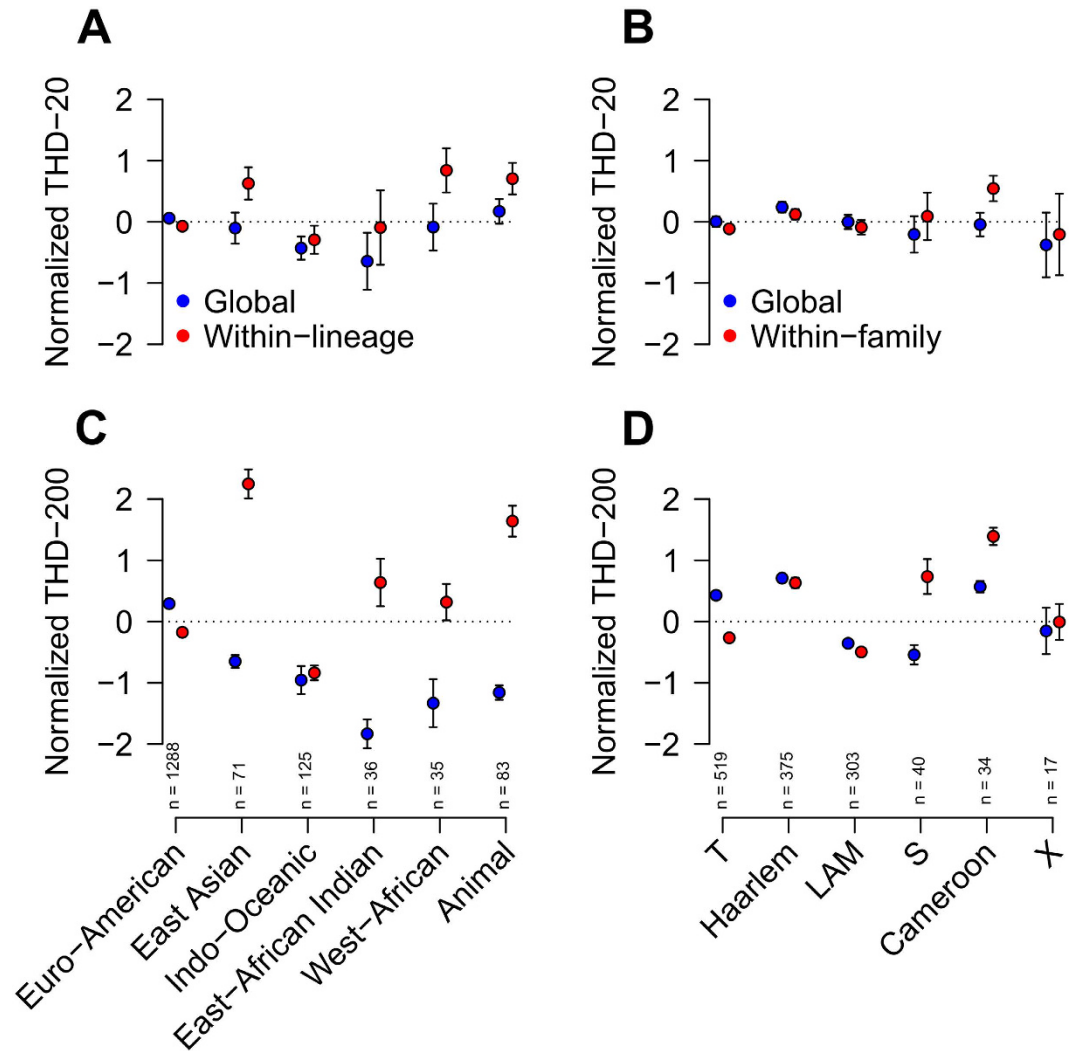 A
Normalized THD−20
2
1
0
−1
−2
Global
Within−lineage
B
Normalized THD−20
2
1
0
−1
−2
Global
Within−family
C
Normalized THD−200
2
1
0
−1
−2
n = 1288
n = 71
n = 125
n = 36
n = 35
n = 83
Euro−American
East Asian
Indo−Oceanic
East−African Indian
West−African
Animal
D
Normalized THD−200
2
1
0
−1
−2
n = 519
n = 375
n = 303
n = 40
n = 34
n = 17
T
Haarlem
LAM
S
Cameroon
X